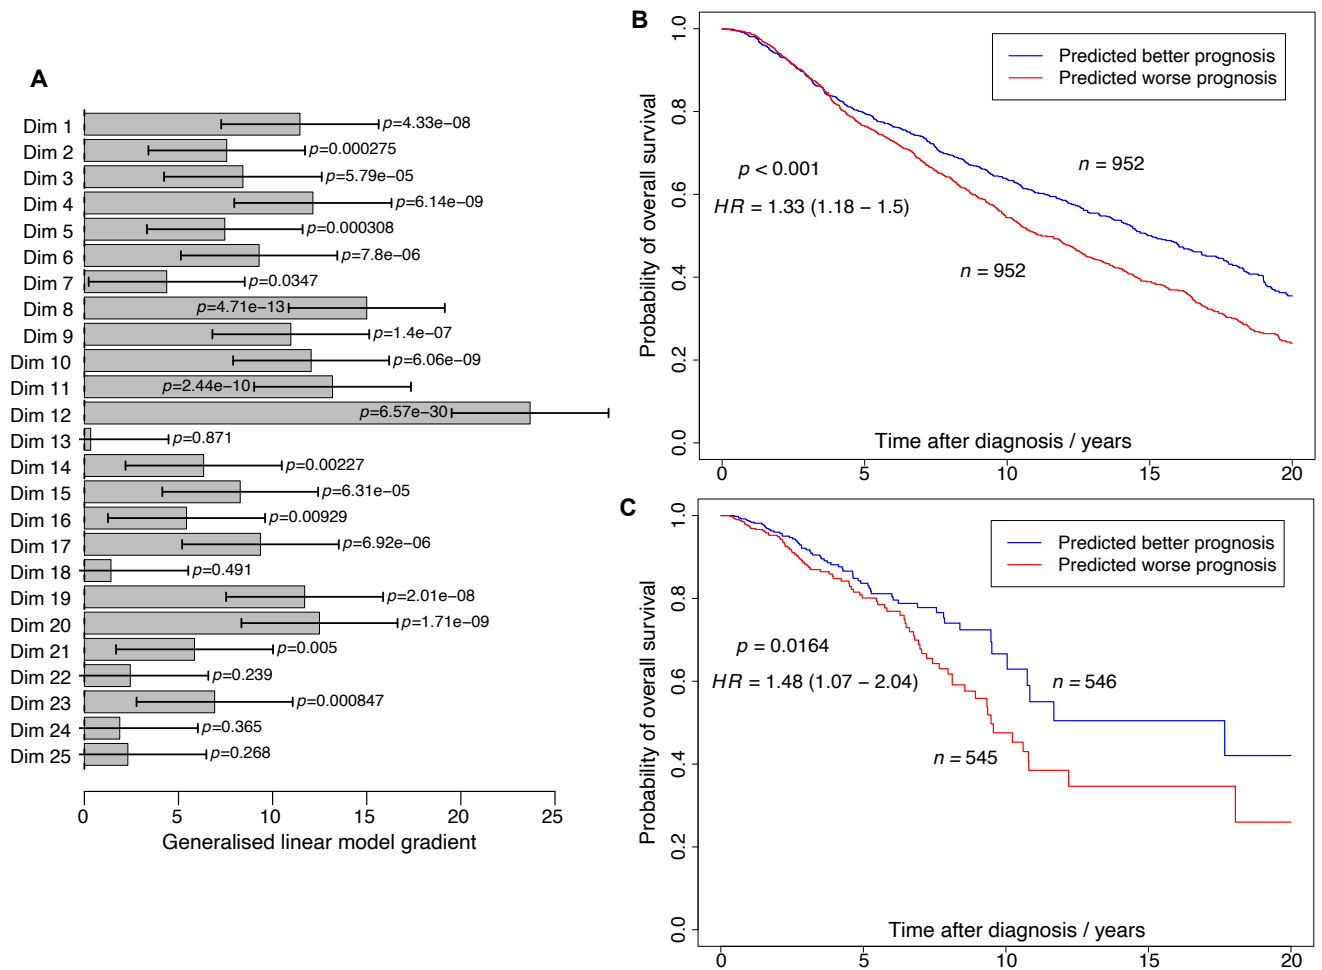 A
Dim 1 p=4.33e−08
Dim 2 p=0.000275
Dim 3 p=5.79e−05
Dim 4 p=6.14e−09
Dim 5 p=0.000308
Dim 6 p=7.8e−06
Dim 7 p=0.0347
Dim 8 p=4.71e−13
Dim 9 p=1.4e−07
Dim 10 p=6.06e−09
Dim 11 p=2.44e−10
Dim 12 p=6.57e−30
Dim 13 p=0.871
Dim 14 p=0.00227
Dim 15 p=6.31e−05
Dim 16 p=0.00929
Dim 17 p=6.92e−06
Dim 18 p=0.491
Dim 19 p=2.01e−08
Dim 20 p=1.71e−09
Dim 21 p=0.005
Dim 22 p=0.239
Dim 23 p=0.000847
Dim 24 p=0.365
Dim 25 p=0.268
0 5 10 15 20 25
Generalised linear model gradient
B
Probability of overall survival
1.0
0.8
0.6
0.4
0.2
0.0
Predicted better prognosis
Predicted worse prognosis
p < 0.001
HR = 1.33 (1.18 − 1.5)
n = 952
n = 952
Time after diagnosis / years
0 5 10 15 20
C
Probability of overall survival
1.0
0.8
0.6
0.4
0.2
0.0
Predicted better prognosis
Predicted worse prognosis
p = 0.0164
HR = 1.48 (1.07 − 2.04)
n = 546
n = 545
Time after diagnosis / years
0 5 10 15 20